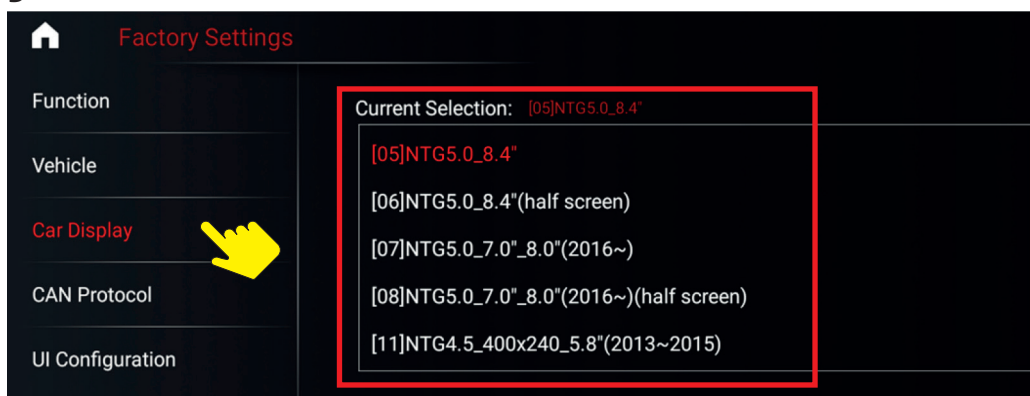 Factory Settings
Function
Vehicle
Car Display
CAN Protocol
UI Configuration
Current Selection: [05]NTG5.0_8.4"
[05]NTG5.0_8.4"
[06]NTG5.0_8.4"(half screen)
[07]NTG5.0_7.0"_8.0"(2016~)
[08]NTG5.0_7.0"_8.0"(2016~)(half screen)
[11]NTG4.5_400x240_5.8"(2013~2015)